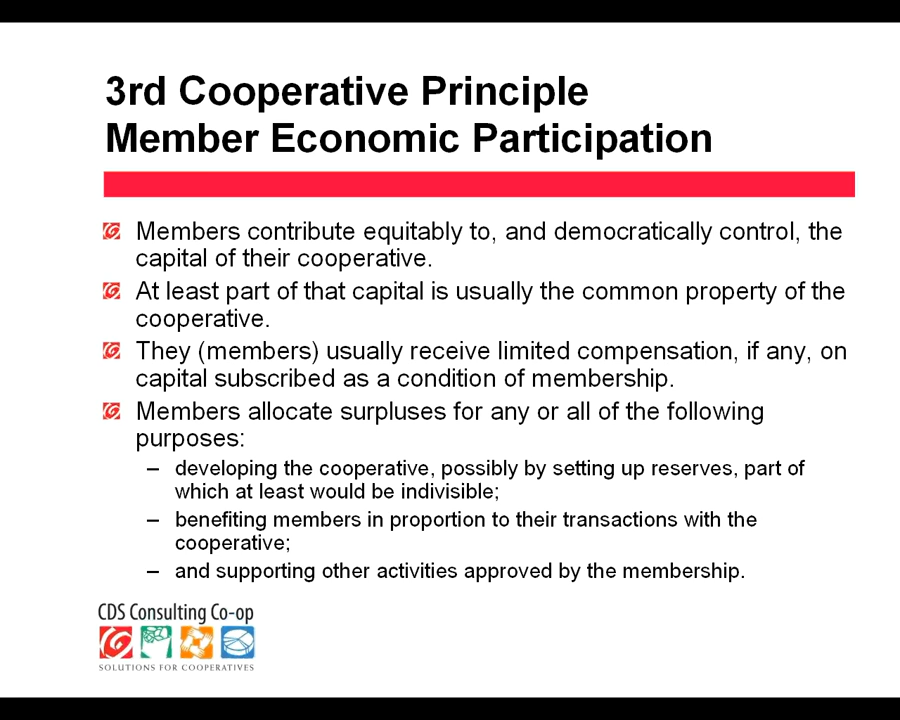 3rd Cooperative Principle
Member Economic Participation
Members contribute equitably to, and democratically control, the
capital of their cooperative.
At least part of that capital is usually the common property of the
cooperative.
They (members) usually receive limited compensation, if any, on
capital subscribed as a condition of membership.
Members allocate surpluses for any or all of the following
purposes:
– developing the cooperative, possibly by setting up reserves, part of
which at least would be indivisible;
– benefiting members in proportion to their transactions with the
cooperative;
– and supporting other activities approved by the membership.
CDS Consulting Co-op
SOLUTIONS FOR COOPERATIVES